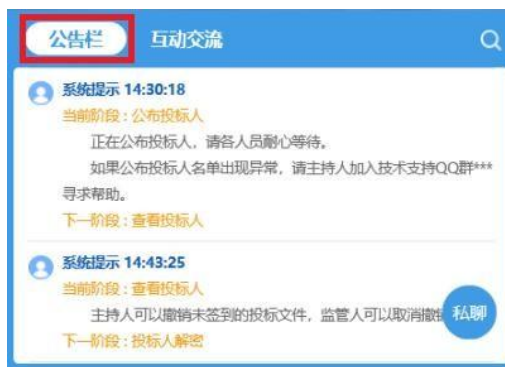 公告栏 互动交流
系统提示 14:30:18
当前阶段：公布投标人
正在公布投标人，请各人员耐心等待。
如果公布投标人名单出现异常，请主持人加入技术支持QQ群***
寻求帮助。
下一阶段：查看投标人
系统提示 14:43:25
当前阶段：查看投标人
主持人可以撤销未签到的投标文件，监管人可以取消撤销
私聊
下一阶段：投标人解密